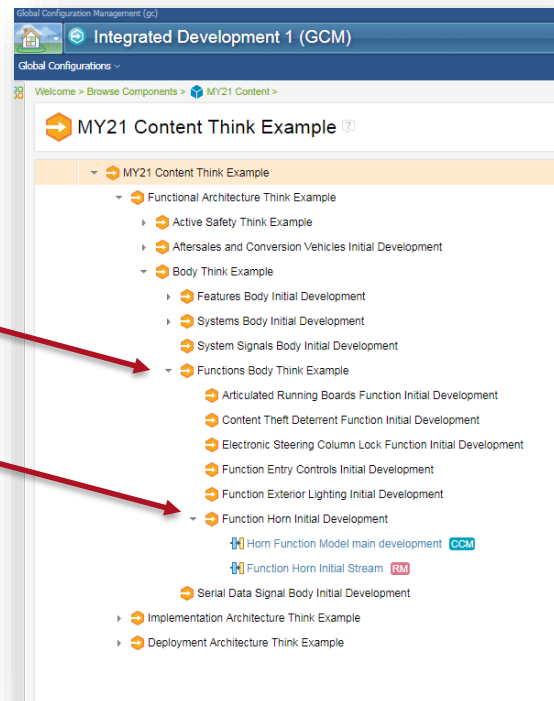 Global Configuration Management (gc)
Integrated Development 1 (GCM)
Global Configurations
Welcome > Browse Components > MY21 Content >
MY21 Content Think Example ?
MY21 Content Think Example
Functional Architecture Think Example
Active Safety Think Example
Aftersales and Conversion Vehicles Initial Development
Body Think Example
Features Body Initial Development
Systems Body Initial Development
System Signals Body Initial Development
Functions Body Think Example
Articulated Running Boards Function Initial Development
Content Theft Deterrent Function Initial Development
Electronic Steering Column Lock Function Initial Development
Function Entry Controls Initial Development
Function Exterior Lighting Initial Development
Function Horn Initial Development
Horn Function Model main development CCM
Function Horn Initial Stream RM
Serial Data Signal Body Initial Development
Implementation Architecture Think Example
Deployment Architecture Think Example